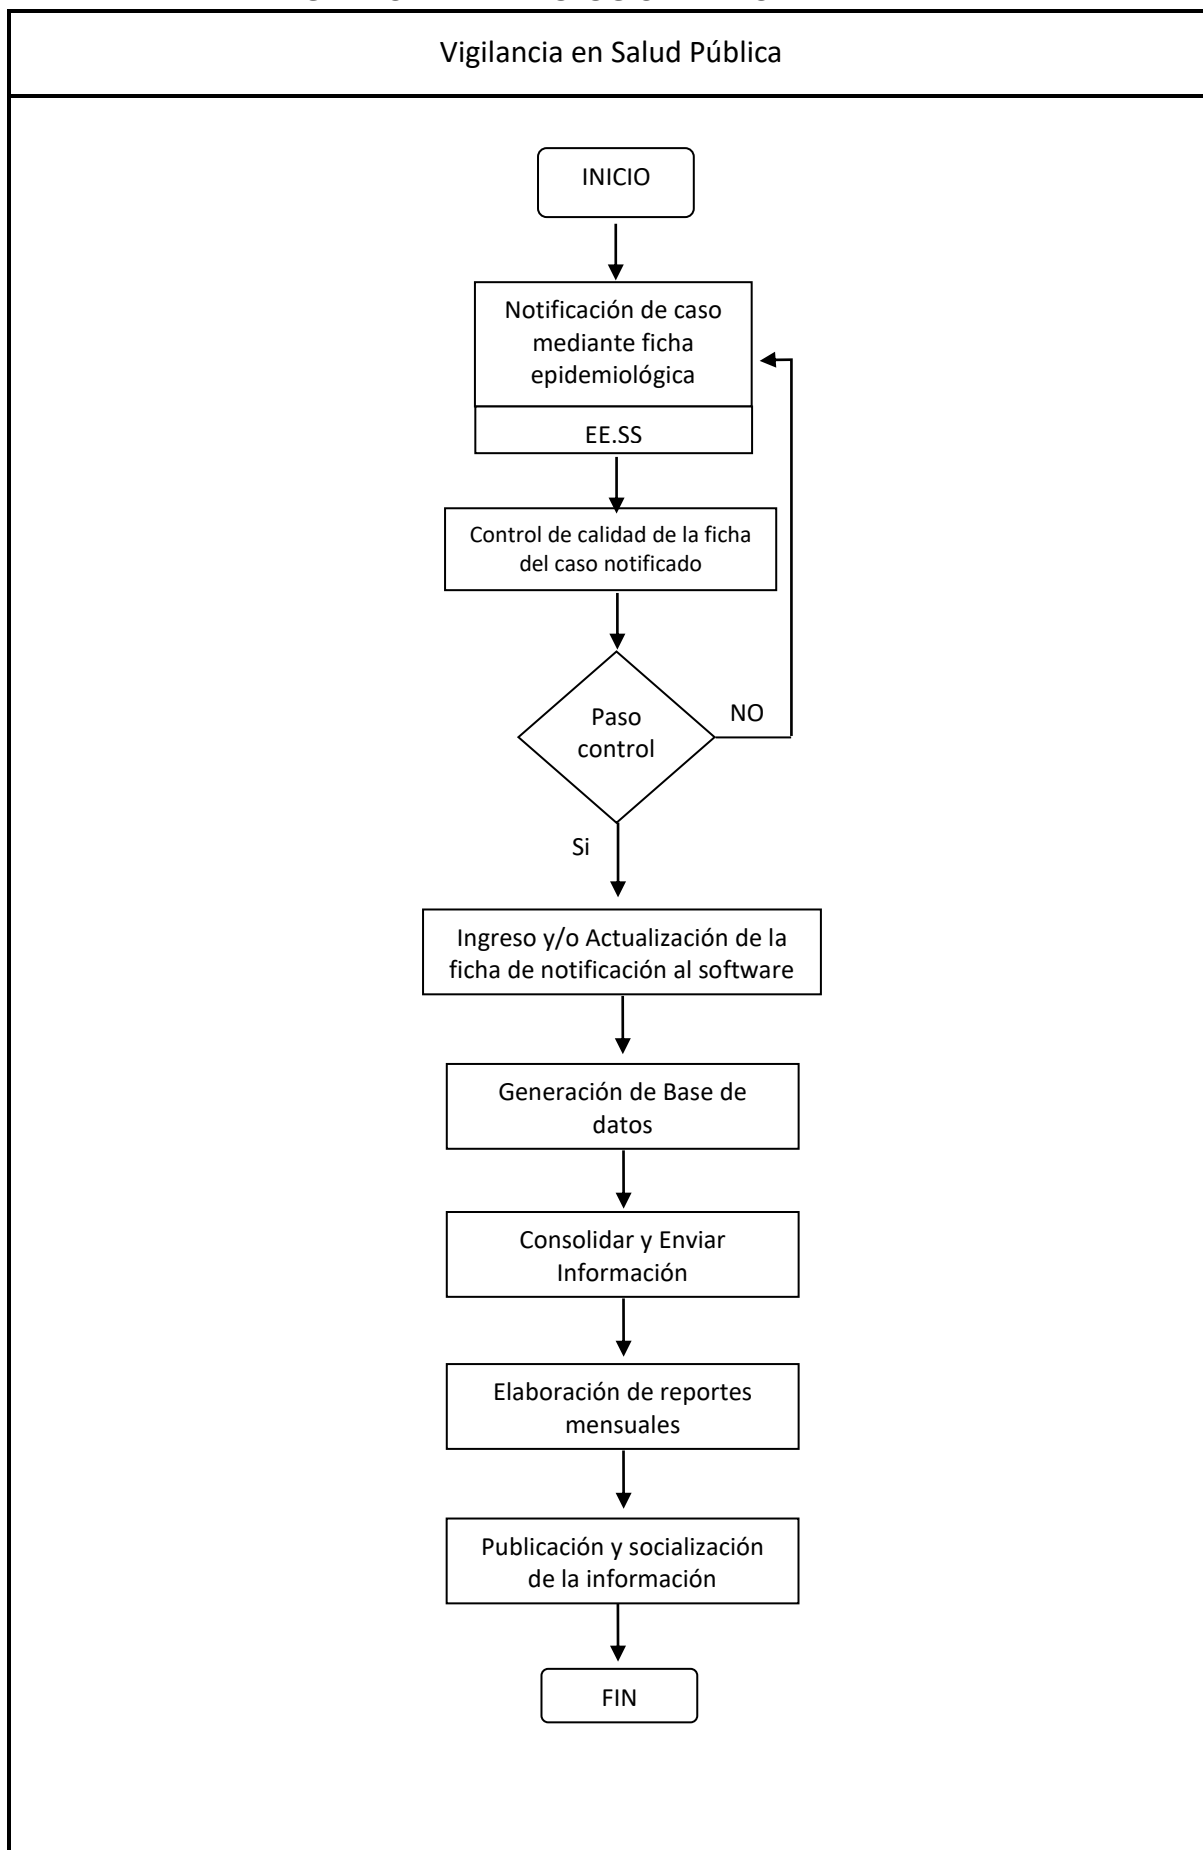 Vigilancia en Salud Pública
INICIO
Notificación de caso
mediante ficha
epidemiológica
EE.SS
Control de calidad de la ficha
del caso notificado
Paso
control
NO
Si
Ingreso y/o Actualización de la
ficha de notificación al software
Generación de Base de
datos
Consolidar y Enviar
Información
Elaboración de reportes
mensuales
Publicación y socialización
de la información
FIN